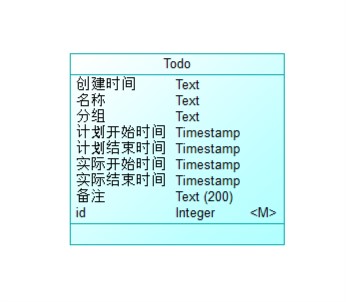 Todo
创建时间 Text
名称 Text
分组 Text
计划开始时间 Timestamp
计划结束时间 Timestamp
实际开始时间 Timestamp
实际结束时间 Timestamp
备注 Text (200)
id Integer <M>